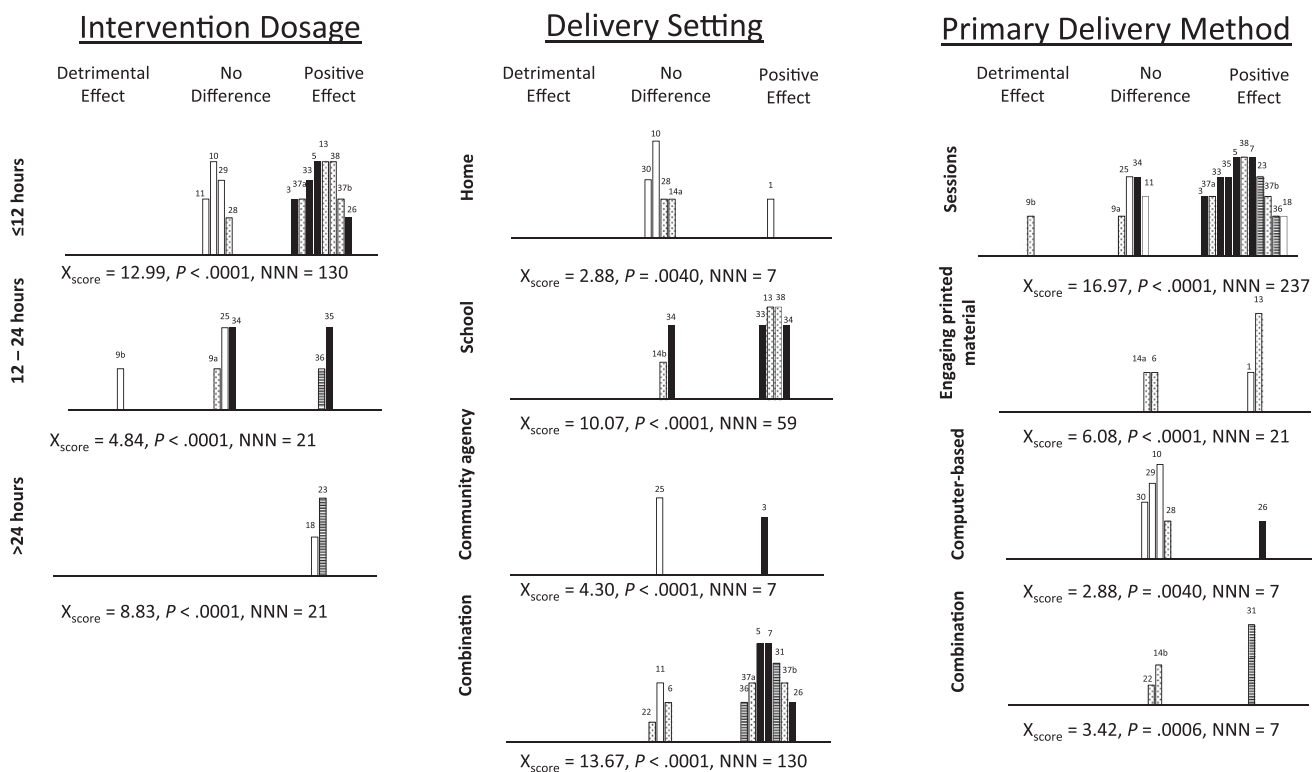 Intervention Dosage
Detrimental Effect
No Difference
Positive Effect
≤12 hours
11 10 29 28
3 37a 33 5 13 38 37b 26
Xscore = 12.99, P < .0001, NNN = 130
12 – 24 hours
9b
9a 25 34
36 35
Xscore = 4.84, P < .0001, NNN = 21
>24 hours
18 23
Xscore = 8.83, P < .0001, NNN = 21
Delivery Setting
Detrimental Effect
No Difference
Positive Effect
Home
30 10 28 14a
1
Xscore = 2.88, P = .0040, NNN = 7
School
14b 34
33 13 38 34
Xscore = 10.07, P < .0001, NNN = 59
Community agency
25
3
Xscore = 4.30, P < .0001, NNN = 7
Combination
22 11 6
36 37a 5 7 31 37b 26
Xscore = 13.67, P < .0001, NNN = 130
Primary Delivery Method
Detrimental Effect
No Difference
Positive Effect
Sessions
9b
9a 25 34 11
3 37a 33 35 5 38 7 23 37b 36 18
Xscore = 16.97, P < .0001, NNN = 237
Engaging printed
material
14a 6
1 13
Xscore = 6.08, P < .0001, NNN = 21
Computer-based
30 29 10 28
26
Xscore = 2.88, P = .0040, NNN = 7
Combination
22 14b
31
Xscore = 3.42, P = .0006, NNN = 7